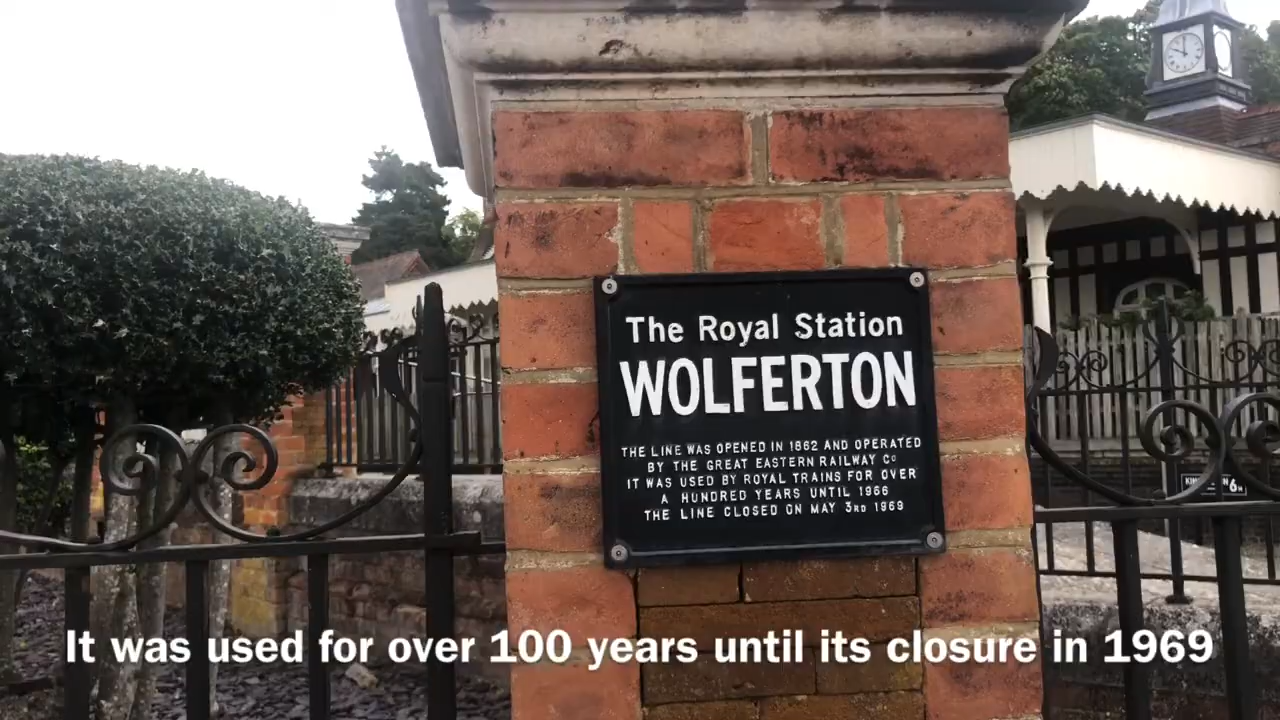 The Royal Station
WOLFERTON
THE LINE WAS OPENED IN 1862 AND OPERATED
BY THE GREAT EASTERN RAILWAY Co
IT WAS USED BY ROYAL TRAINS FOR OVER
A HUNDRED YEARS UNTIL 1966
THE LINE CLOSED ON MAY 3RD 1969
It was used for over 100 years until its closure in 1969